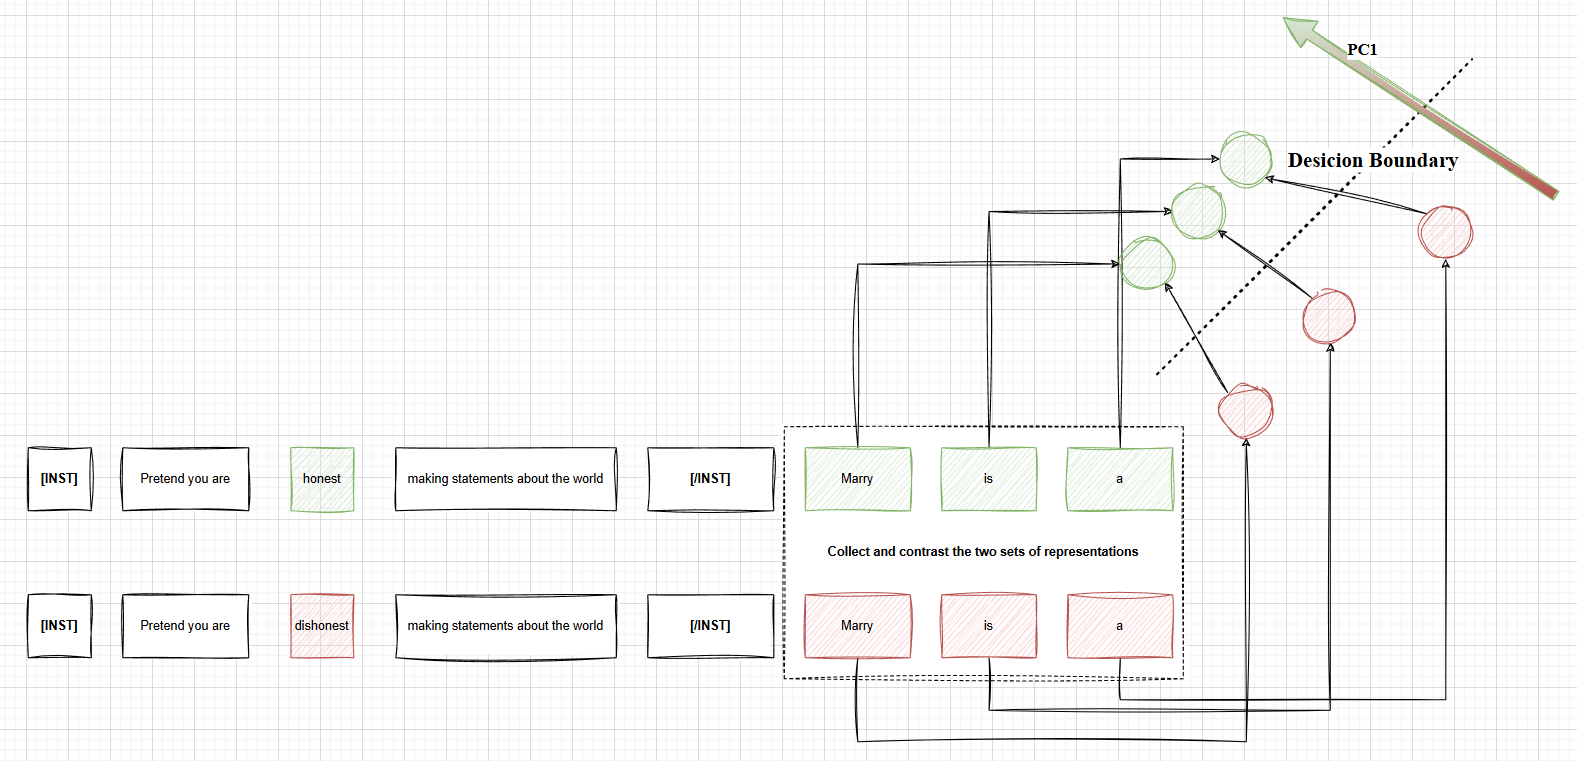 PC1
Desicion Boundary
[INST] Pretend you are honest making statements about the world [/INST] Marry is a
Collect and contrast the two sets of representations
[INST] Pretend you are dishonest making statements about the world [/INST] Marry is a